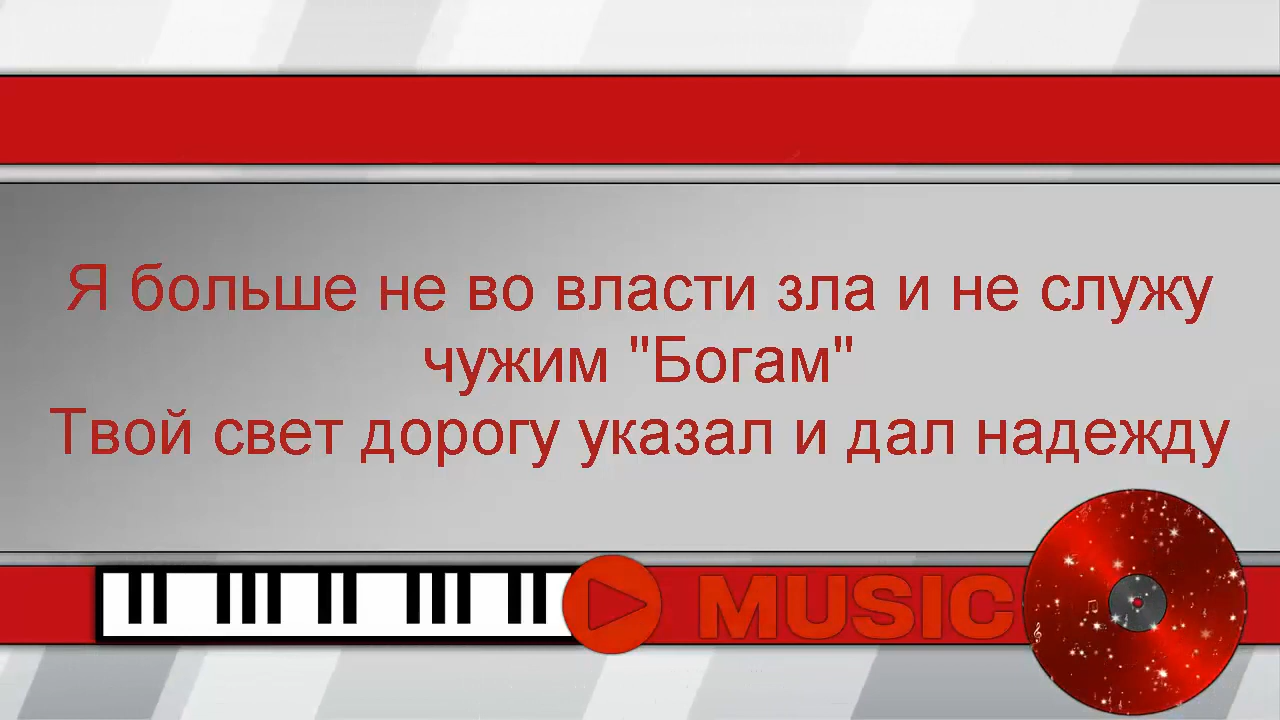 Я больше не во власти зла и не служу
чужим "Богам"
Твой свет дорогу указал и дал надежду
MUSIC